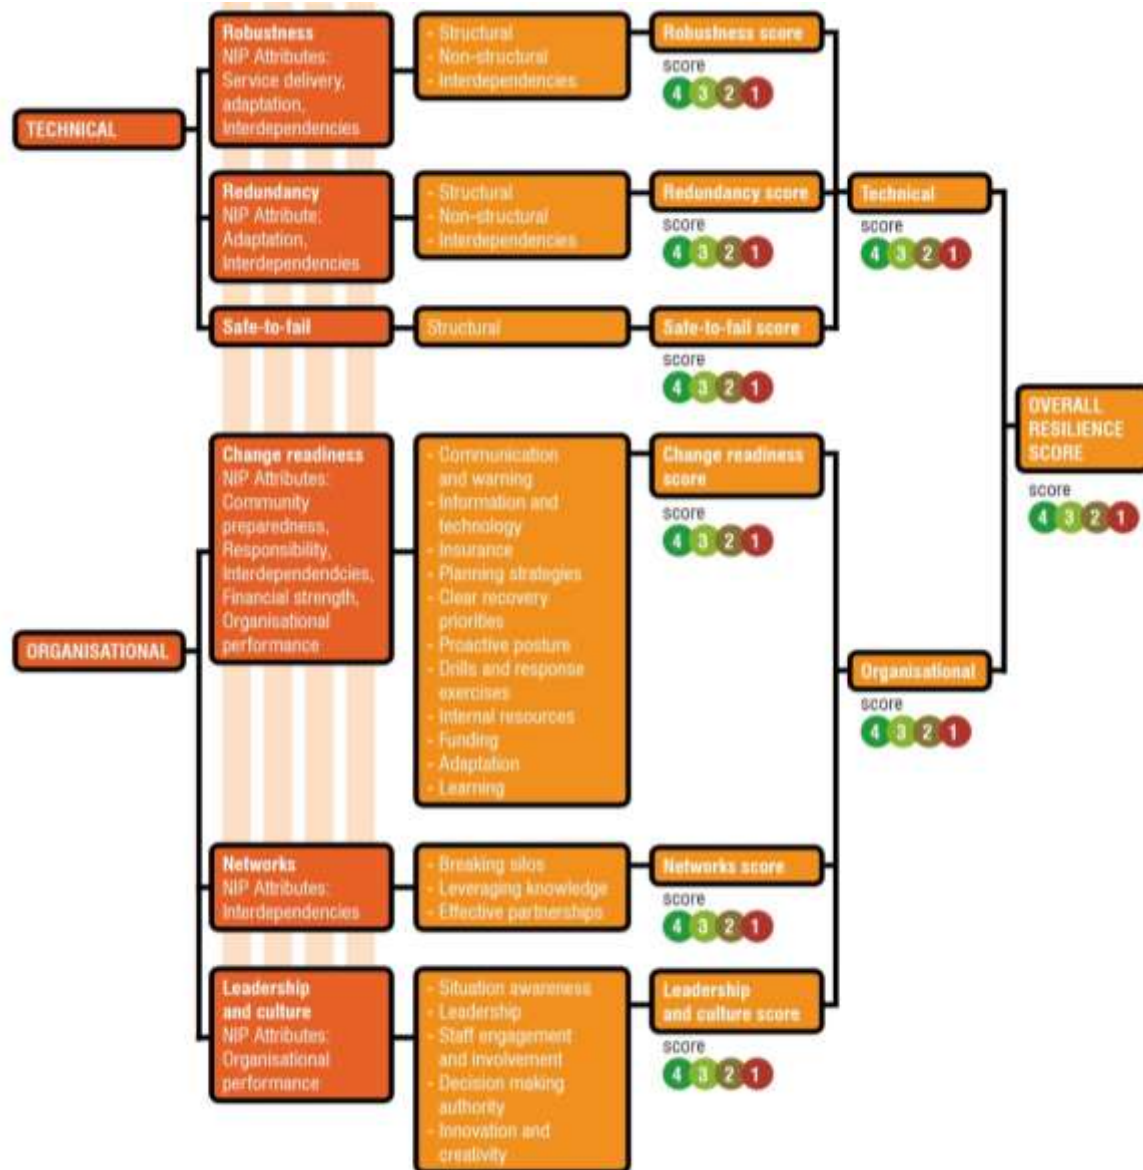 TECHNICAL
Robustness
NIP Attributes:
Service delivery,
adaptation,
Interdependencies
- Structural
- Non-structural
- Interdependencies
Robustness score
score
4 3 2 1
Redundancy
NIP Attribute:
Adaptation,
Interdependencies
- Structural
- Non-structural
- Interdependencies
Redundancy score
score
4 3 2 1
Technical
score
4 3 2 1
Safe-to-fail
Structural
Safe-to-fail score
score
4 3 2 1
OVERALL
RESILIENCE
SCORE
score
4 3 2 1
ORGANISATIONAL
Change readiness
NIP Attributes:
Community
preparedness,
Responsibility,
Interdependendcies,
Financial strength,
Organisational
performance
- Communication
and warning
- Information and
technology
- Insurance
- Planning strategies
- Clear recovery
priorities
- Proactive posture
- Drills and response
exercises
- Internal resources
- Funding
- Adaptation
- Learning
Change readiness
score
score
4 3 2 1
Organisational
score
4 3 2 1
Networks
NIP Attributes:
Interdependencies
- Breaking silos
- Leveraging knowledge
- Effective partnerships
Networks score
score
4 3 2 1
Leadership
and culture
NIP Attributes:
Organisational
performance
- Situation awareness
- Leadership
- Staff engagement
and involvement
- Decision making
authority
- Innovation and
creativity
Leadership
and culture score
score
4 3 2 1